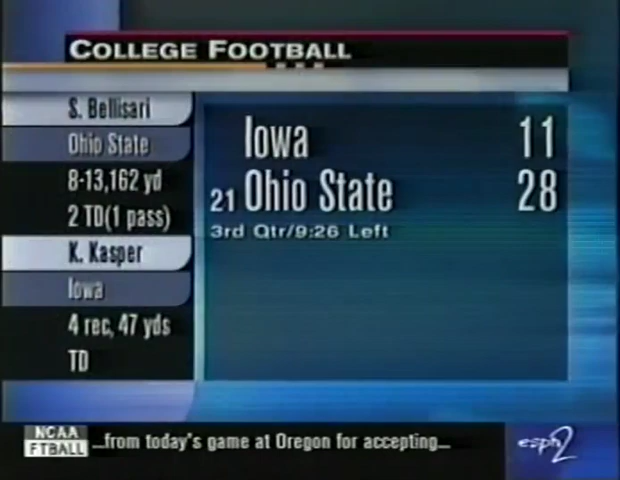 COLLEGE FOOTBALL
S. Bellisari
Ohio State
8-13,162 yd
2 TD(1 pass)
K. Kasper
Iowa
4 rec, 47 yds
TD
Iowa 11
21 Ohio State 28
3rd Qtr/9:26 Left
NCAA
FTBALL
...from today's game at Oregon for accepting...
espn2